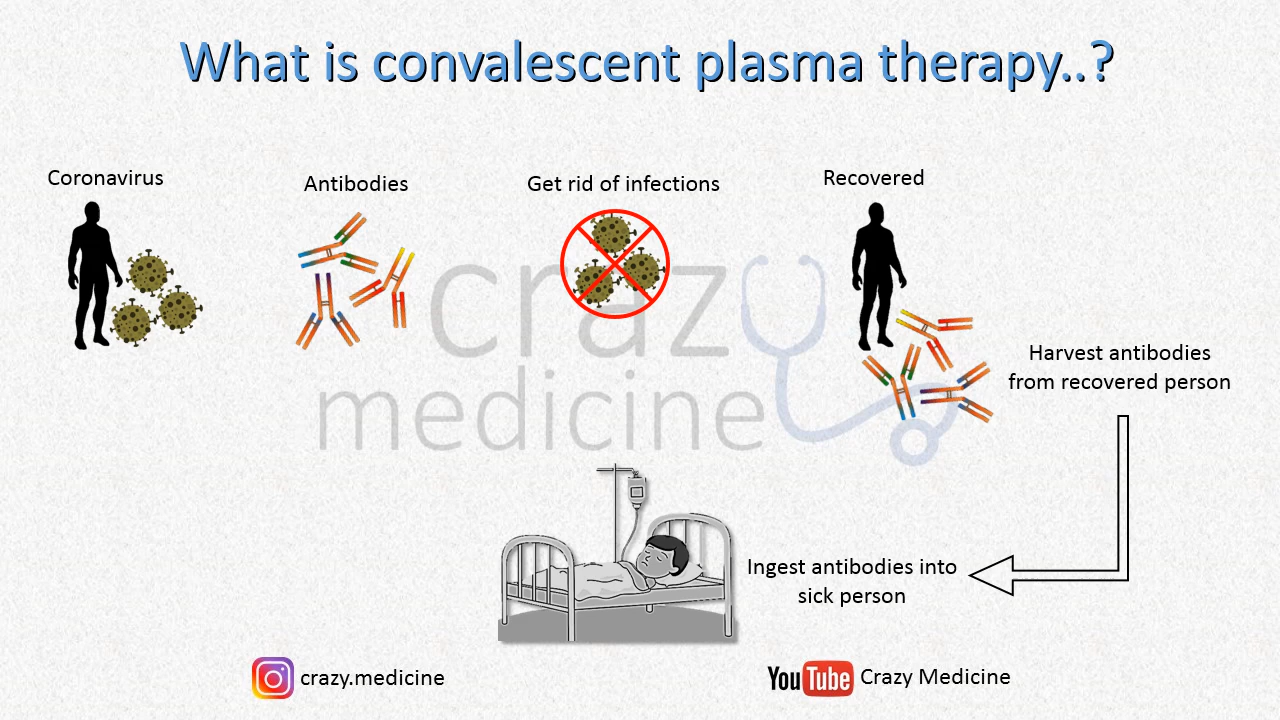 What is convalescent plasma therapy..?
Coronavirus
Antibodies
Get rid of infections
Recovered
crazy
medicine
Harvest antibodies
from recovered person
Ingest antibodies into
sick person
crazy.medicine
YouTube Crazy Medicine